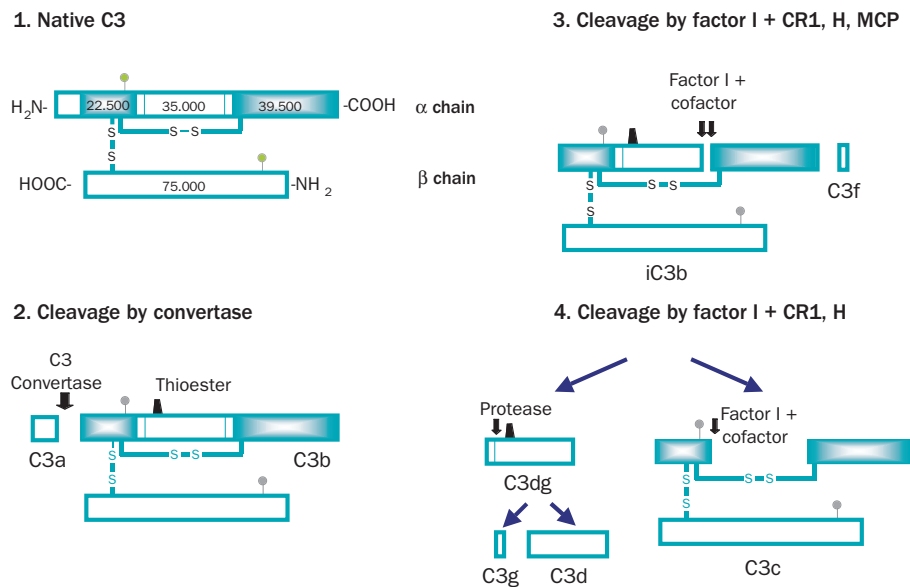 1. Native C3
H₂N-
22.500
35.000
39.500
-COOH
α chain
S
S–S
S
HOOC-
75.000
-NH ₂
β chain
2. Cleavage by convertase
C3
Convertase
Thioester
C3a
S
S–S
C3b
S
3. Cleavage by factor I + CR1, H, MCP
Factor I +
cofactor
S
S–S
C3f
S
iC3b
4. Cleavage by factor I + CR1, H
Protease
C3dg
C3g
C3d
Factor I +
cofactor
S
S–S
S
C3c